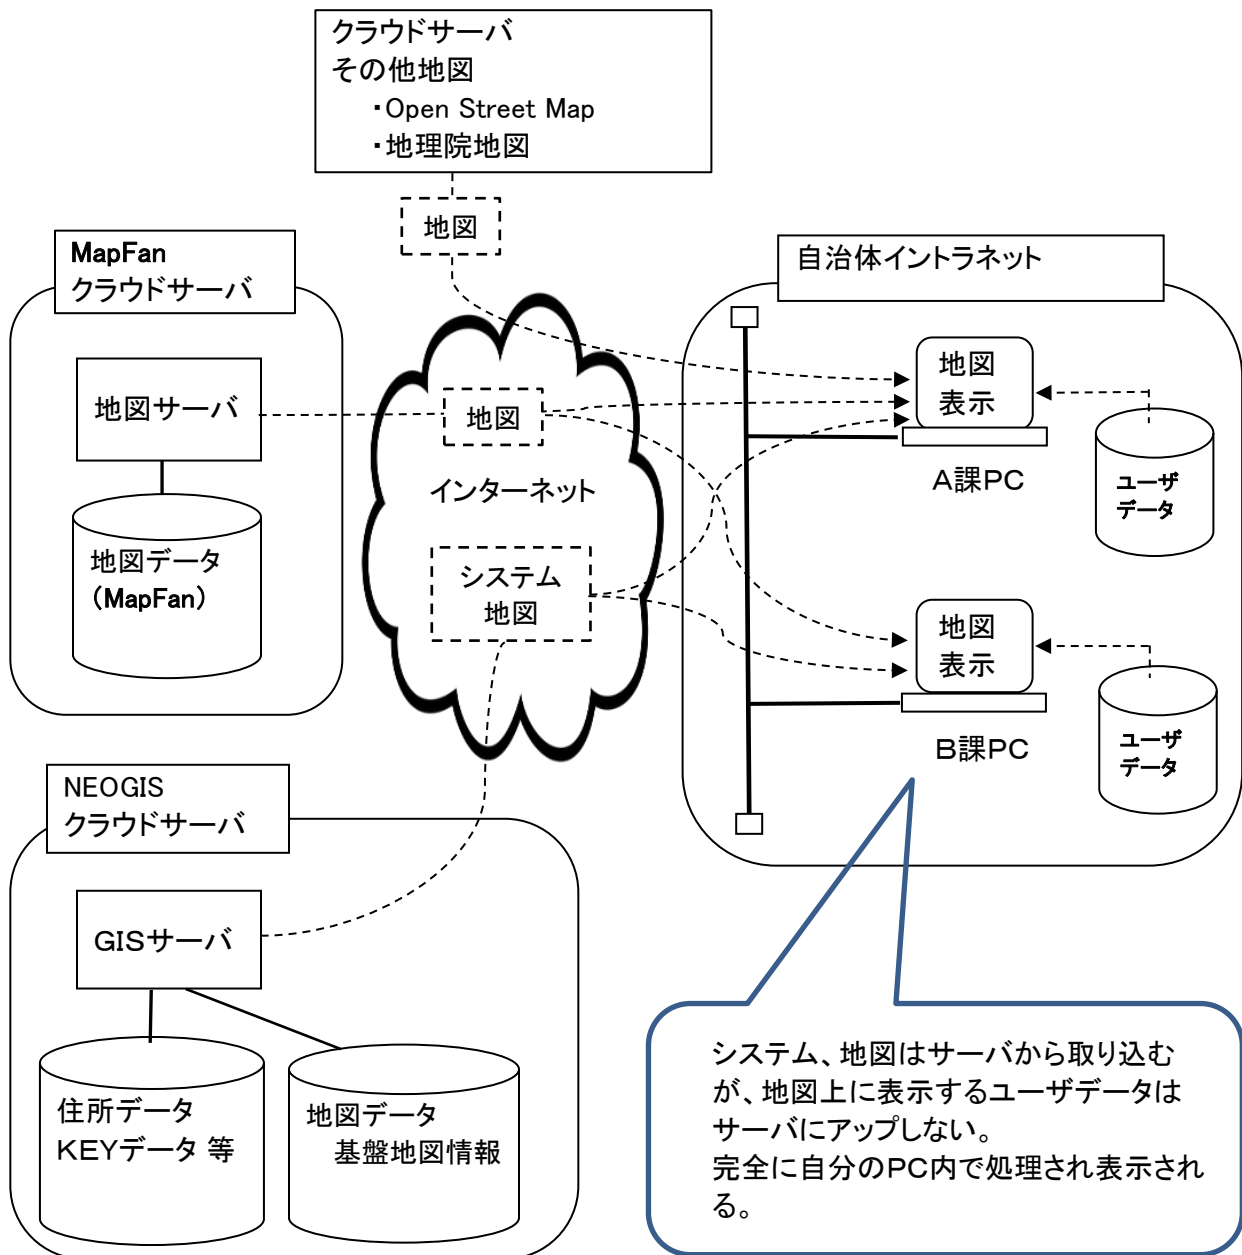 クラウドサーバ
その他地図
・Open Street Map
・地理院地図
地図
MapFan
クラウドサーバ
地図サーバ
地図データ
（MapFan）
地図
インターネット
システム
地図
自治体イントラネット
地図
表示
A課PC
ユーザ
データ
地図
表示
B課PC
ユーザ
データ
NEOGIS
クラウドサーバ
GISサーバ
住所データ
KEYデータ 等
地図データ
基盤地図情報
システム、地図はサーバから取り込む
が、地図上に表示するユーザデータは
サーバにアップしない。
完全に自分のPC内で処理され表示され
る。